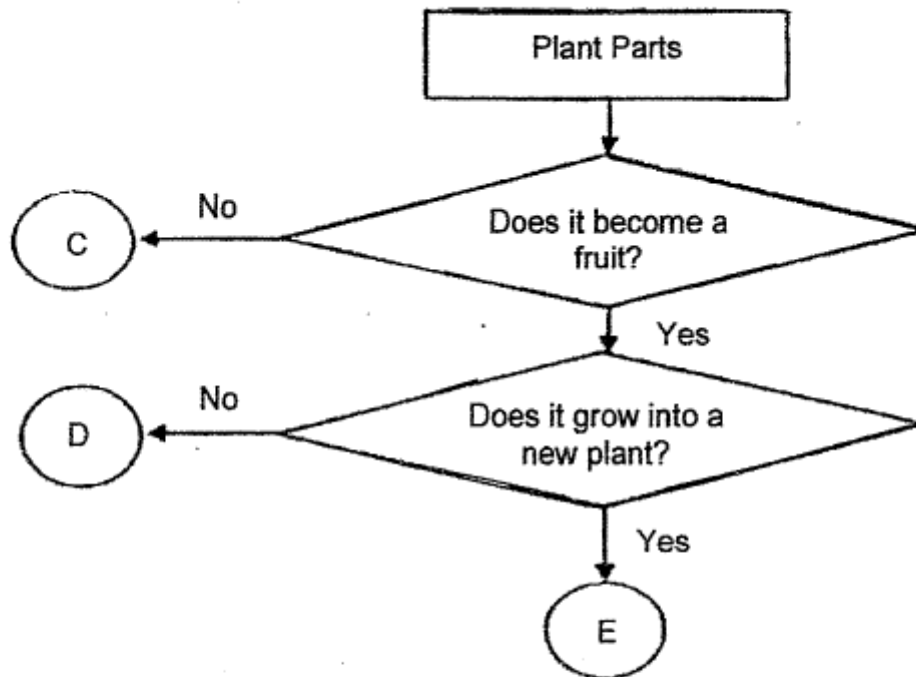 Plant Parts
No
C
Does it become a
fruit?
Yes
No
D
Does it grow into a
new plant?
Yes
E